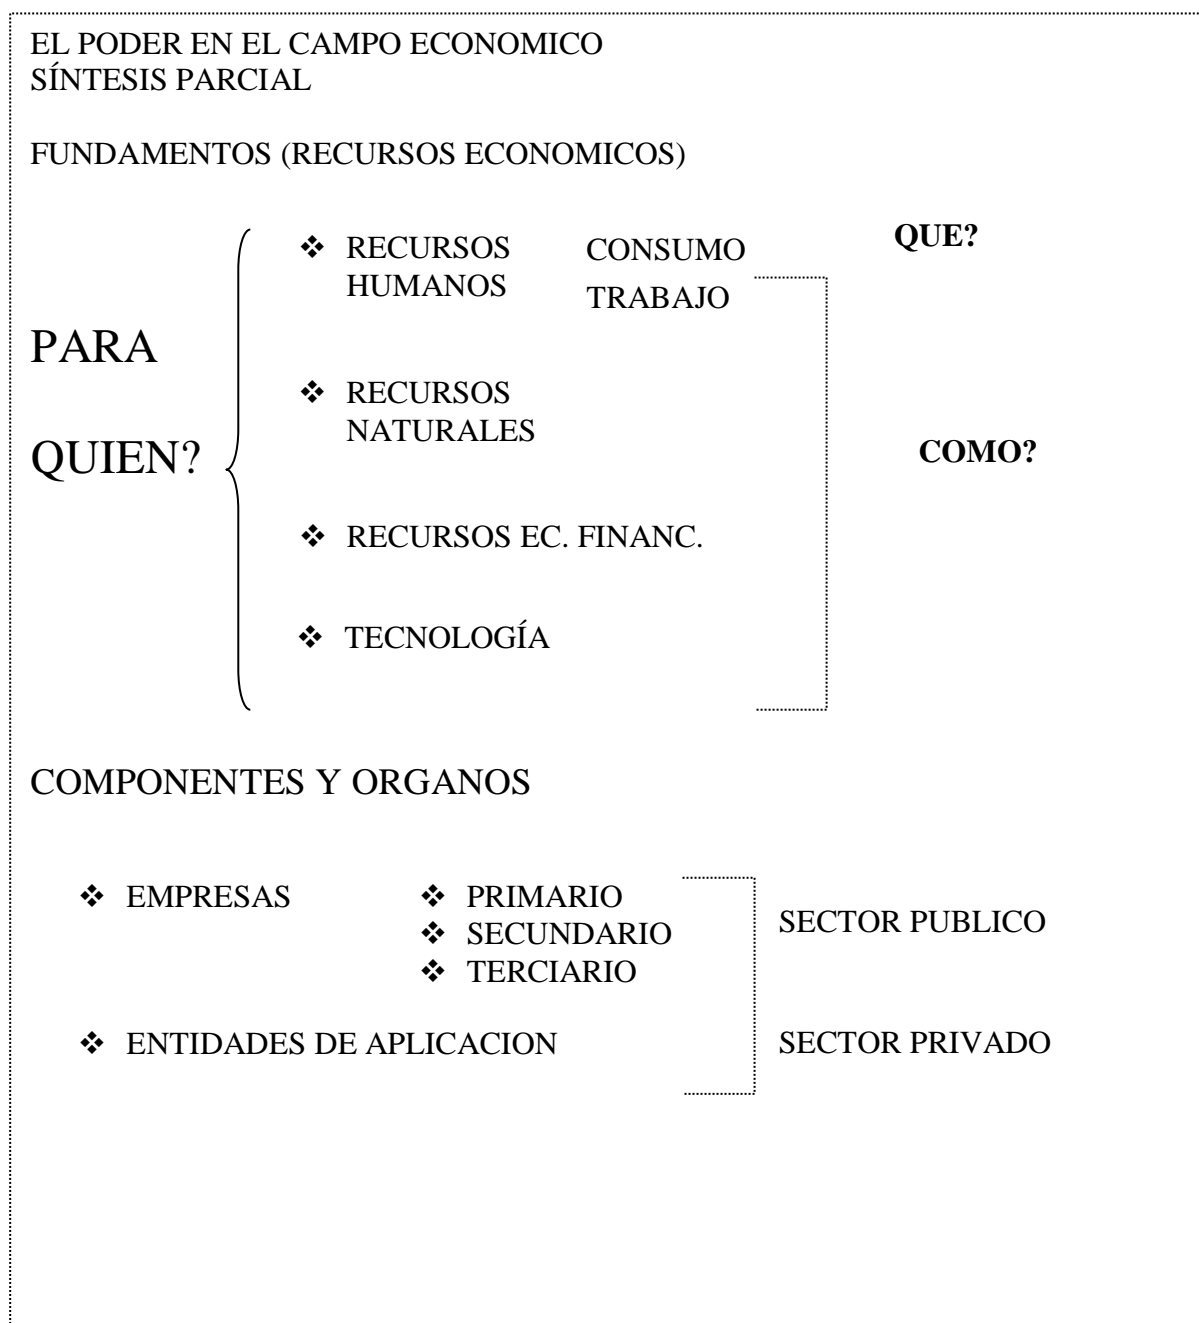 EL PODER EN EL CAMPO ECONOMICO
SÍNTESIS PARCIAL
FUNDAMENTOS (RECURSOS ECONOMICOS)
PARA
QUIEN?
❖ RECURSOS
HUMANOS
CONSUMO
TRABAJO
QUE?
❖ RECURSOS
NATURALES
❖ RECURSOS EC. FINANC.
❖ TECNOLOGÍA
COMO?
COMPONENTES Y ORGANOS
❖ EMPRESAS
❖ PRIMARIO
❖ SECUNDARIO
❖ TERCIARIO
❖ ENTIDADES DE APLICACION
SECTOR PUBLICO
SECTOR PRIVADO